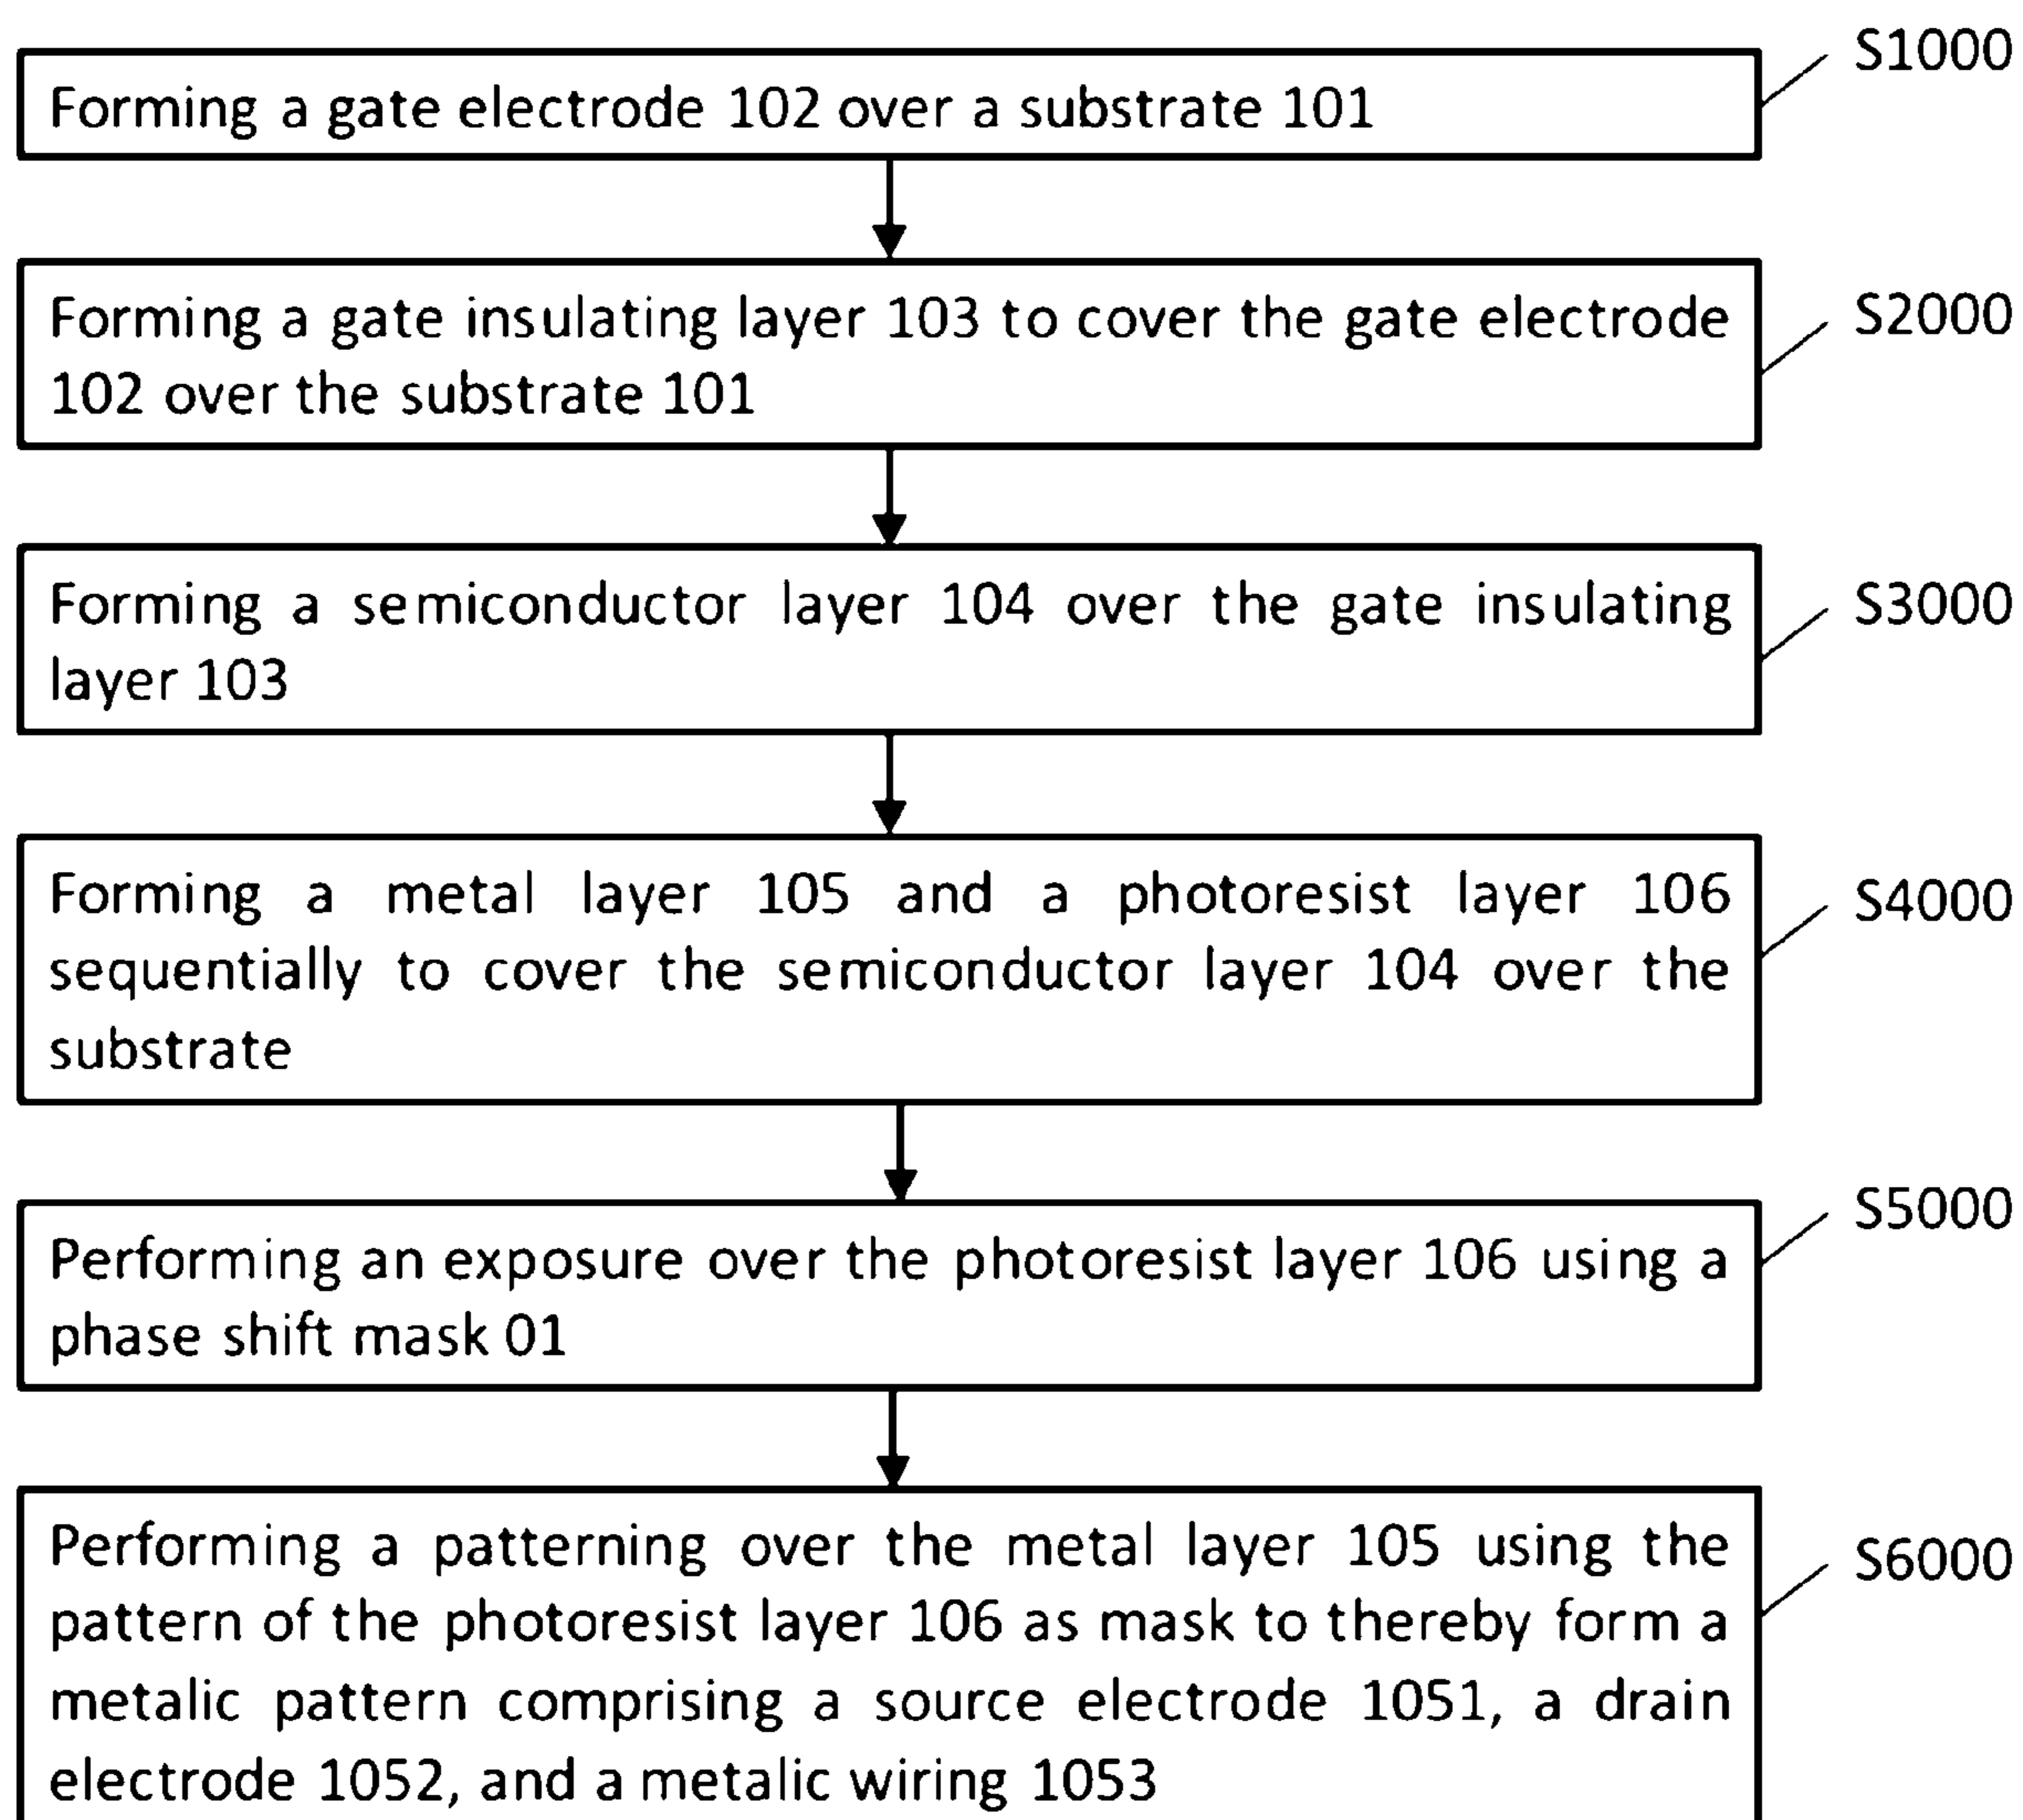 S1000
Forming a gate electrode 102 over a substrate 101
S2000
Forming a gate insulating layer 103 to cover the gate electrode
102 over the substrate 101
S3000
Forming a semiconductor layer 104 over the gate insulating
layer 103
S4000
Forming a metal layer 105 and a photoresist layer 106
sequentially to cover the semiconductor layer 104 over the
substrate
S5000
Performing an exposure over the photoresist layer 106 using a
phase shift mask 01
S6000
Performing a patterning over the metal layer 105 using the
pattern of the photoresist layer 106 as mask to thereby form a
metalic pattern comprising a source electrode 1051, a drain
electrode 1052, and a metalic wiring 1053